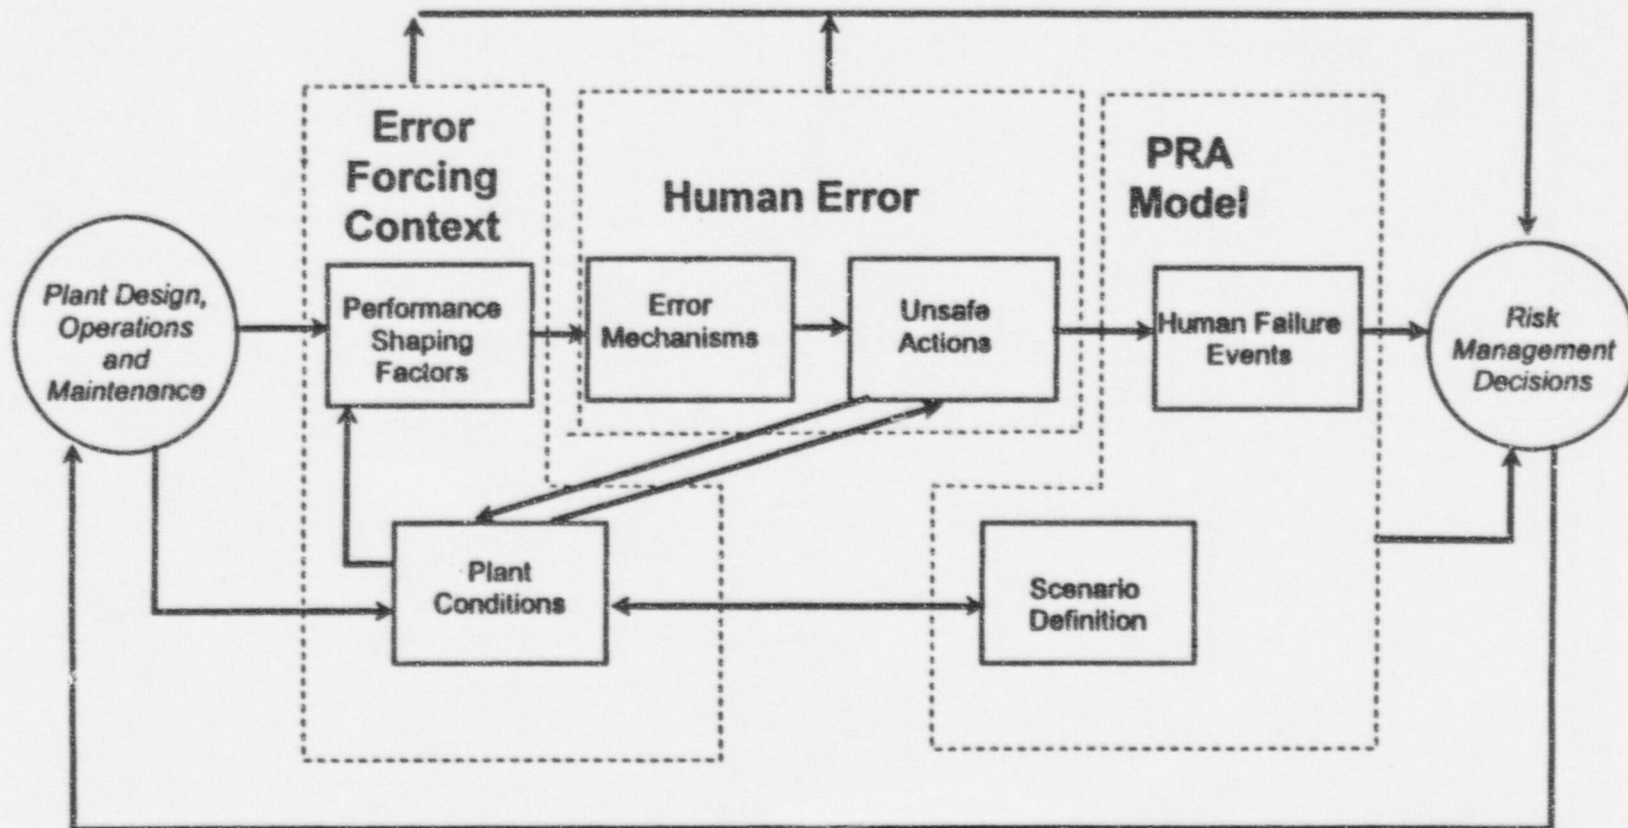 Error
Forcing
Context
Human Error
PRA
Model
Plant Design,
Operations
and
Maintenance
Performance
Shaping
Factors
Error
Mechanisms
Unsafe
Actions
Human Failure
Events
Risk
Management
Decisions
Plant
Conditions
Scenario
Definition